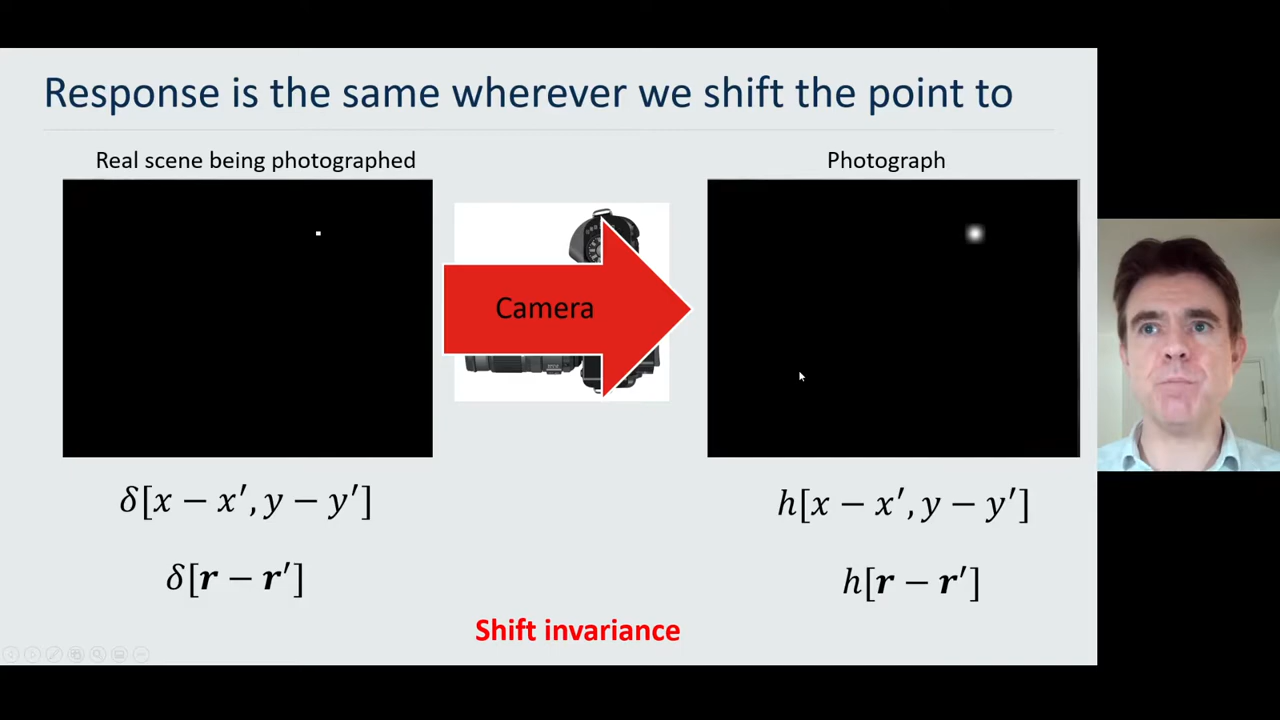 Response is the same wherever we shift the point to
Real scene being photographed
Photograph
Camera
δ[x − x′, y − y′]
h[x − x′, y − y′]
δ[r − r′]
h[r − r′]
Shift invariance